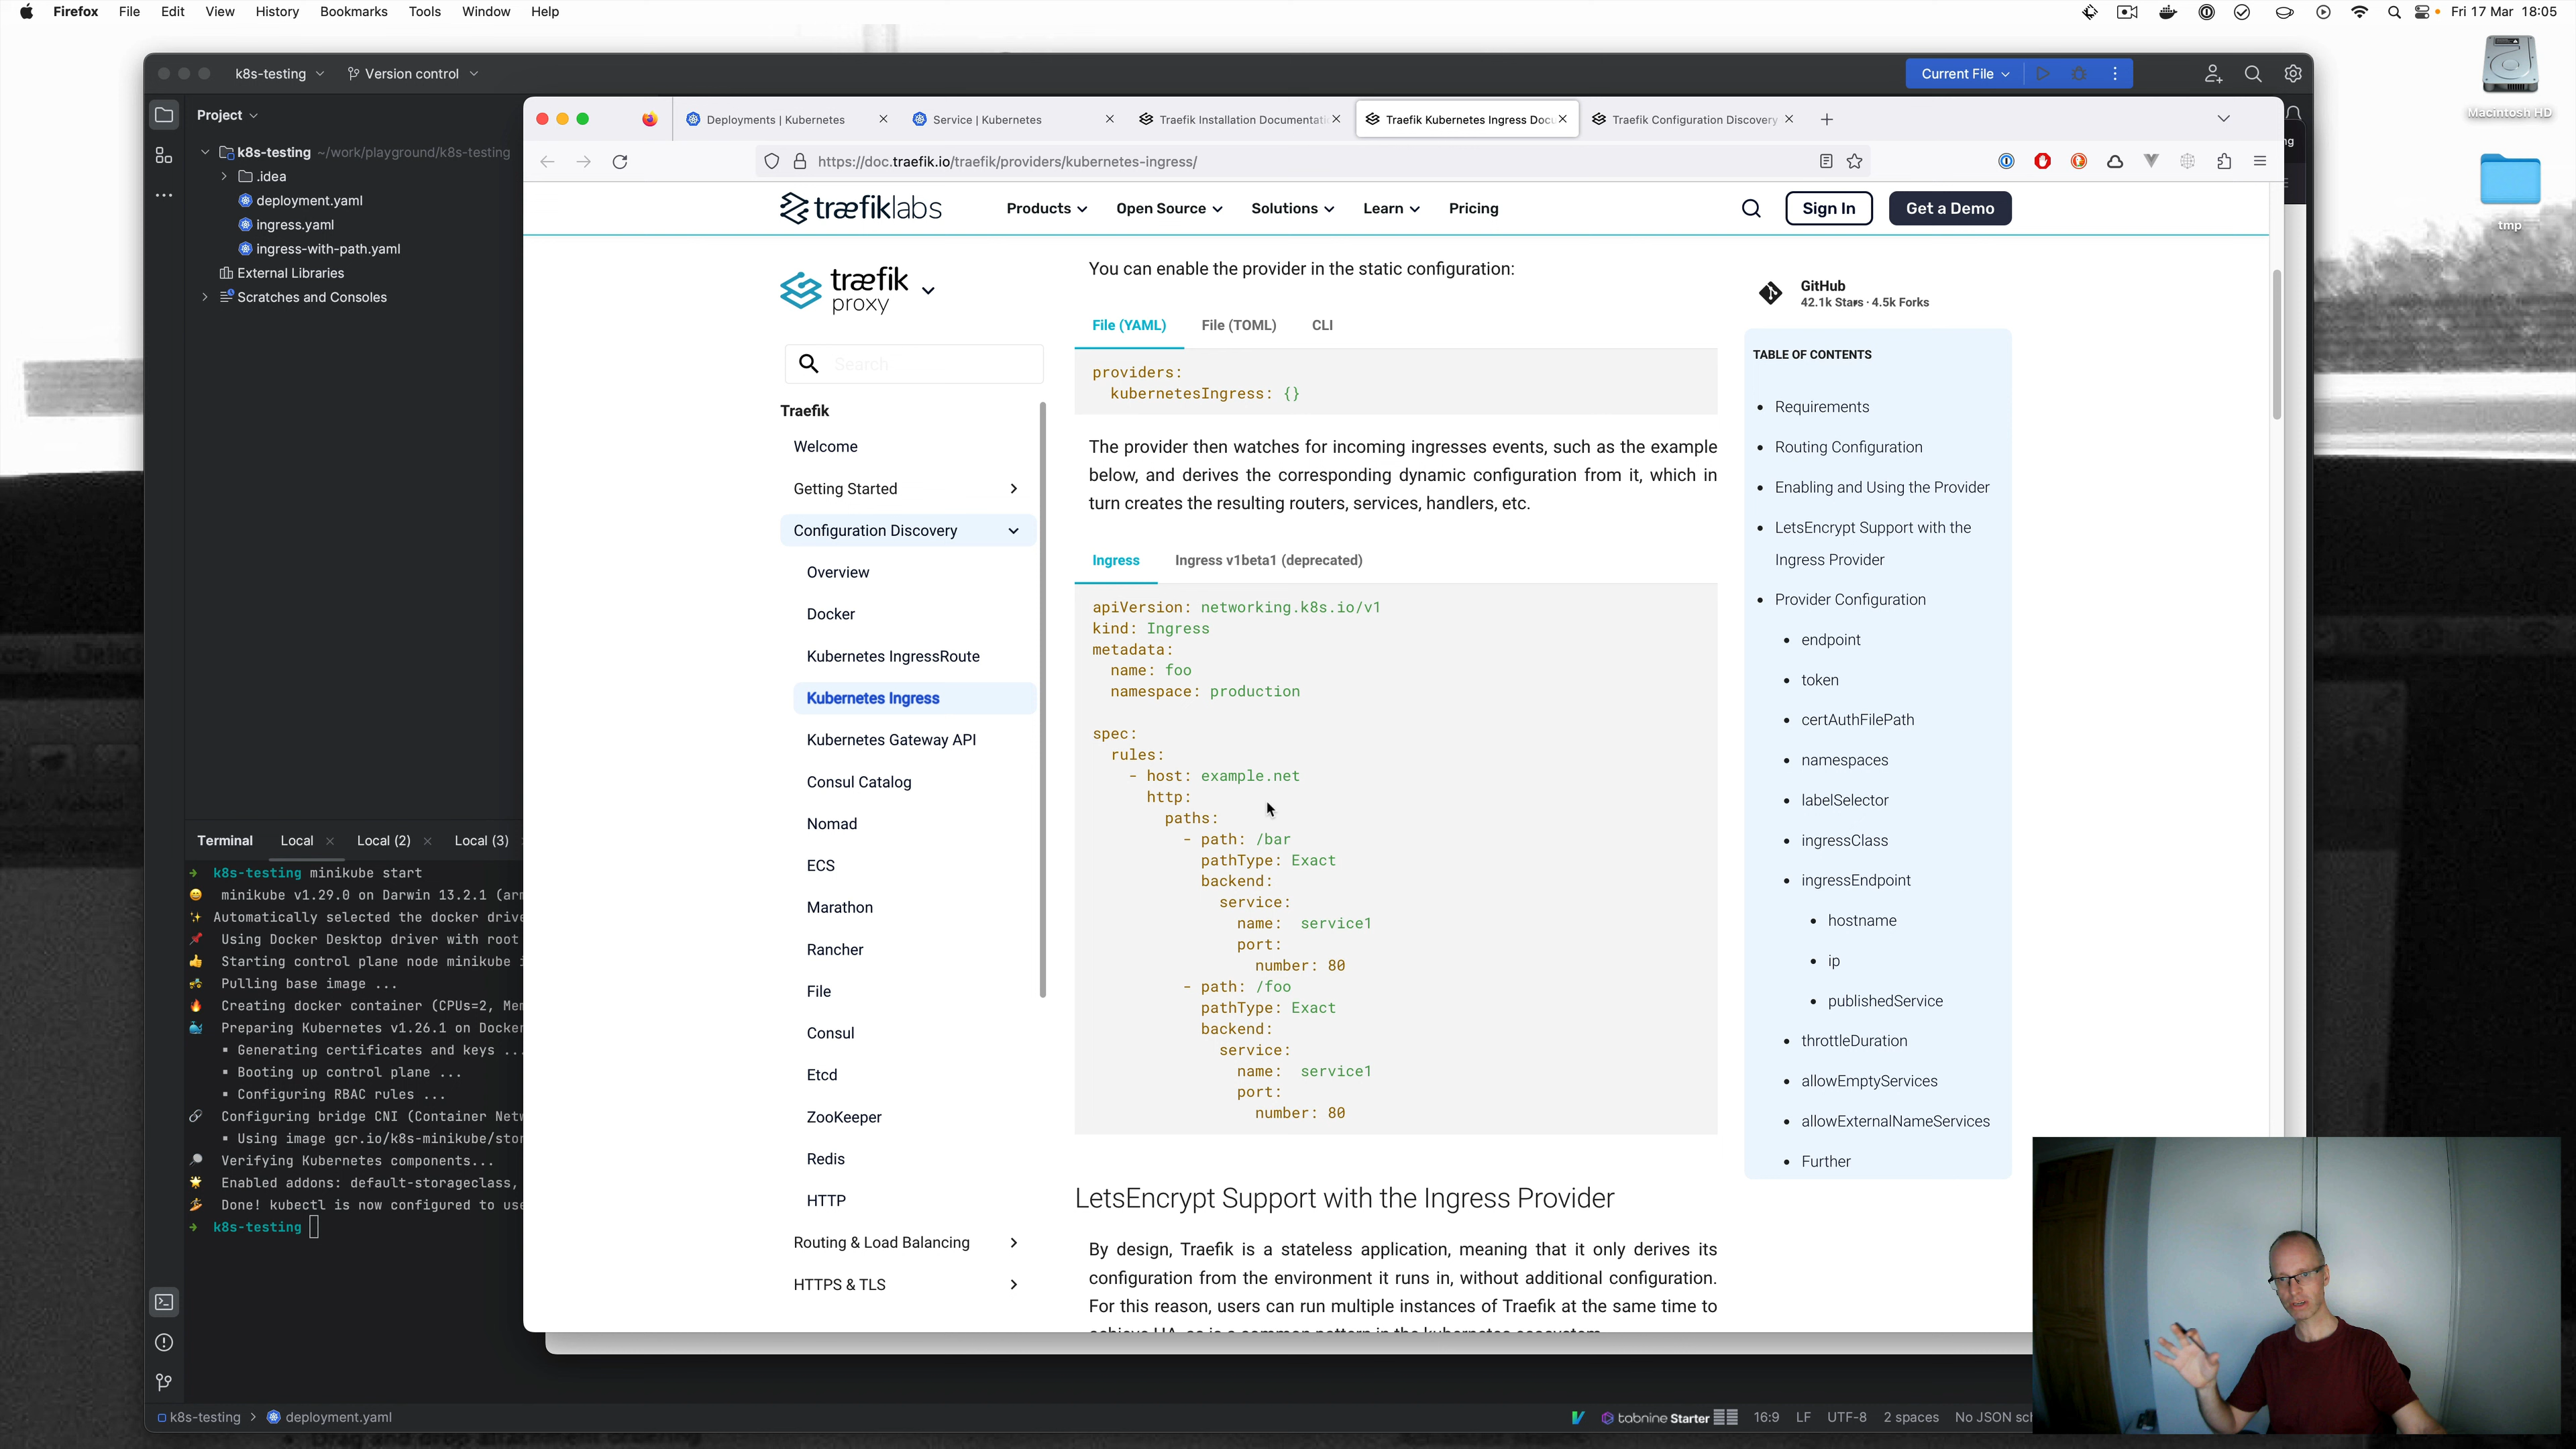 Firefox File Edit View History Bookmarks Tools Window Help
Fri 17 Mar 18:05
Macintosh HD
tmp
k8s-testing
Version control
Current File
Project
k8s-testing ~/work/playground/k8s-testing
.idea
deployment.yaml
ingress.yaml
ingress-with-path.yaml
External Libraries
Scratches and Consoles
Deployments | Kubernetes
Service | Kubernetes
Traefik Installation Documentati
Traefik Kubernetes Ingress Docu
Traefik Configuration Discovery
https://doc.traefik.io/traefik/providers/kubernetes-ingress/
træfiklabs
Products
Open Source
Solutions
Learn
Pricing
Sign In
Get a Demo
træfik
proxy
Search
Traefik
Welcome
Getting Started
Configuration Discovery
Overview
Docker
Kubernetes IngressRoute
Kubernetes Ingress
Kubernetes Gateway API
Consul Catalog
Nomad
ECS
Marathon
Rancher
File
Consul
Etcd
ZooKeeper
Redis
HTTP
Routing & Load Balancing
HTTPS & TLS
You can enable the provider in the static configuration:
File (YAML) File (TOML) CLI
providers:
kubernetesIngress: {}
The provider then watches for incoming ingresses events, such as the example
below, and derives the corresponding dynamic configuration from it, which in
turn creates the resulting routers, services, handlers, etc.
Ingress Ingress v1beta1 (deprecated)
apiVersion: networking.k8s.io/v1
kind: Ingress
metadata:
name: foo
namespace: production
spec:
rules:
- host: example.net
http:
paths:
- path: /bar
pathType: Exact
backend:
service:
name: service1
port:
number: 80
- path: /foo
pathType: Exact
backend:
service:
name: service1
port:
number: 80
LetsEncrypt Support with the Ingress Provider
By design, Traefik is a stateless application, meaning that it only derives its
configuration from the environment it runs in, without additional configuration.
For this reason, users can run multiple instances of Traefik at the same time to
GitHub
42.1k Stars · 4.5k Forks
TABLE OF CONTENTS
Requirements
Routing Configuration
Enabling and Using the Provider
LetsEncrypt Support with the
Ingress Provider
Provider Configuration
endpoint
token
certAuthFilePath
namespaces
labelSelector
ingressClass
ingressEndpoint
hostname
ip
publishedService
throttleDuration
allowEmptyServices
allowExternalNameServices
Further
Terminal Local Local (2) Local (3)
k8s-testing minikube start
minikube v1.29.0 on Darwin 13.2.1 (arm
Automatically selected the docker drive
Using Docker Desktop driver with root
Starting control plane node minikube i
Pulling base image ...
Creating docker container (CPUs=2, Mem
Preparing Kubernetes v1.26.1 on Docker
Generating certificates and keys ...
Booting up control plane ...
Configuring RBAC rules ...
Configuring bridge CNI (Container Netw
Using image gcr.io/k8s-minikube/stor
Verifying Kubernetes components...
Enabled addons: default-storageclass,
Done! kubectl is now configured to use
k8s-testing
k8s-testing > deployment.yaml
tabnine Starter
16:9 LF UTF-8 2 spaces No JSON sch